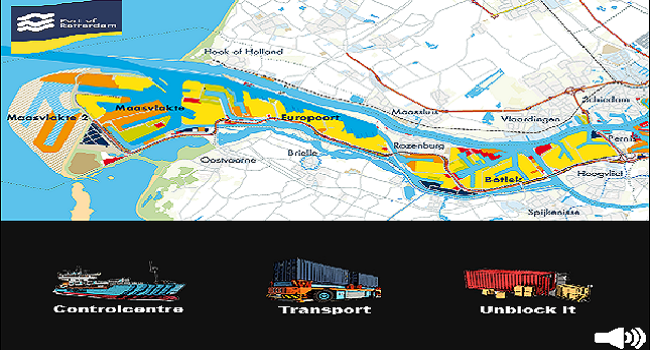 Port of
Rotterdam
Hook of Holland
Maasvlakte
Maasvlakte 2
Europoort
Maassluis
Vlaardingen
Schiedam
Pernis
Rozenburg
Brielle
Oostvoorne
Botlek
Hoogvliet
Spijkenisse
Controlcentre
Transport
Unblock it